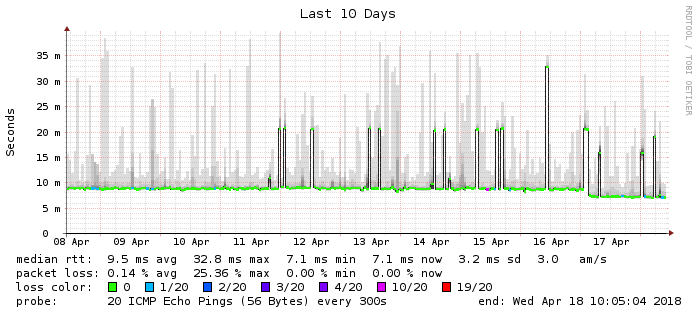 Last 10 Days
RRDTOOL / TOBI OETIKER
Seconds
35 m
30 m
25 m
20 m
15 m
10 m
5 m
0
08 Apr 09 Apr 10 Apr 11 Apr 12 Apr 13 Apr 14 Apr 15 Apr 16 Apr 17 Apr
median rtt: 9.5 ms avg 32.8 ms max 7.1 ms min 7.1 ms now 3.2 ms sd 3.0 am/s
packet loss: 0.14 % avg 25.36 % max 0.00 % min 0.00 % now
loss color: 0 1/20 2/20 3/20 4/20 10/20 19/20
probe: 20 ICMP Echo Pings (56 Bytes) every 300s end: Wed Apr 18 10:05:04 2018